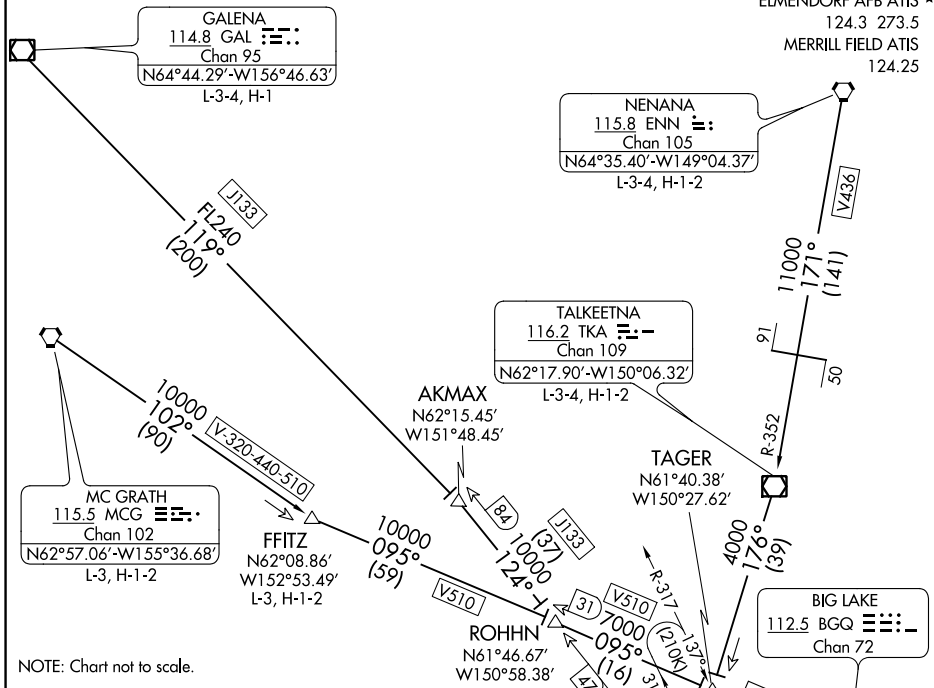 ELMENDORF AFB ATIS *
124.3 273.5
MERRILL FIELD ATIS
124.25
GALENA
114.8 GAL
Chan 95
N64°44.29'-W156°46.63'
L-3-4, H-1
NENANA
115.8 ENN
Chan 105
N64°35.40'-W149°04.37'
L-3-4, H-1-2
J133
FL240
119°
(200)
V436
11000
171°
(141)
91
50
R-352
TALKEETNA
116.2 TKA
Chan 109
N62°17.90'-W150°06.32'
L-3-4, H-1-2
10000
102°
(90)
V-320-440-510
MC GRATH
115.5 MCG
Chan 102
N62°57.06'-W155°36.68'
L-3, H-1-2
AKMAX
N62°15.45'
W151°48.45'
TAGER
N61°40.38'
W150°27.62'
FFITZ
N62°08.86'
W152°53.49'
L-3, H-1-2
10000
095°
(59)
V510
84
(37)
10000
124°
J133
4000
176°
(39)
ROHHN
N61°46.67'
W150°58.38'
31
V510
7000
095°
(16)
R-317
137°
(210K)
31
47
BIG LAKE
112.5 BGQ
Chan 72
NOTE: Chart not to scale.